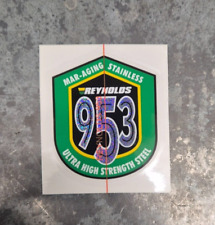 MAR-AGING STAINLESS
REYNOLDS
953
ULTRA HIGH STRENGTH STEEL